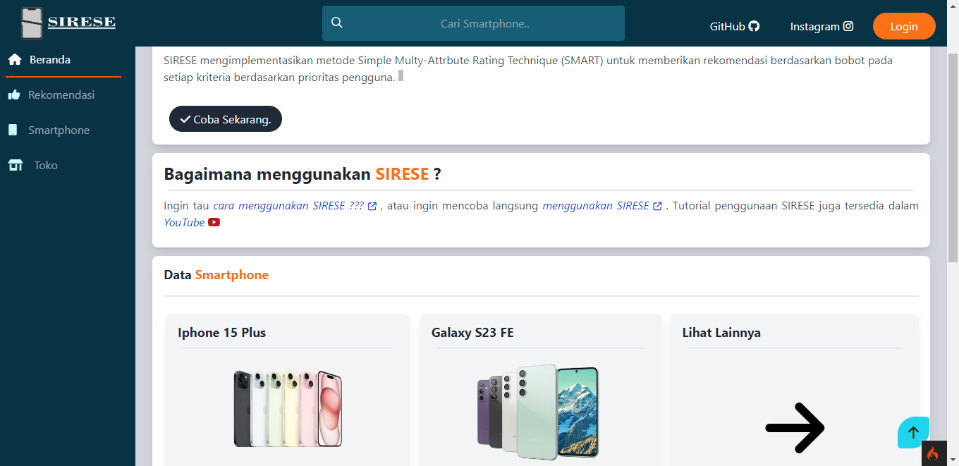 SIRESE
Cari Smartphone..
GitHub
Instagram
Login
Beranda
Rekomendasi
Smartphone
Toko
SIRESE mengimplementasikan metode Simple Multy-Attrbute Rating Technique (SMART) untuk memberikan rekomendasi berdasarkan bobot pada
setiap kriteria berdasarkan prioritas pengguna.
Coba Sekarang.
Bagaimana menggunakan SIRESE ?
Ingin tau cara menggunakan SIRESE ??? , atau ingin mencoba langsung menggunakan SIRESE . Tutorial penggunaan SIRESE juga tersedia dalam
YouTube
Data Smartphone
Iphone 15 Plus
Galaxy S23 FE
Lihat Lainnya